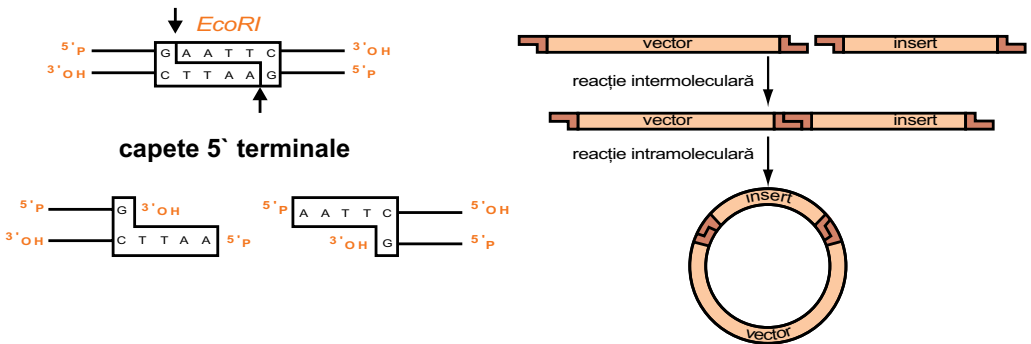 EcoRI
5'P G A A T T C 3'OH
3'OH C T T A A G 5'P
capete 5` terminale
5'P G 3'OH
3'OH C T T A A 5'P
5'P A A T T C 5'OH
3'OH G 5'P
vector insert
reacție intermoleculară
vector insert
reacție intramoleculară
insert
vector